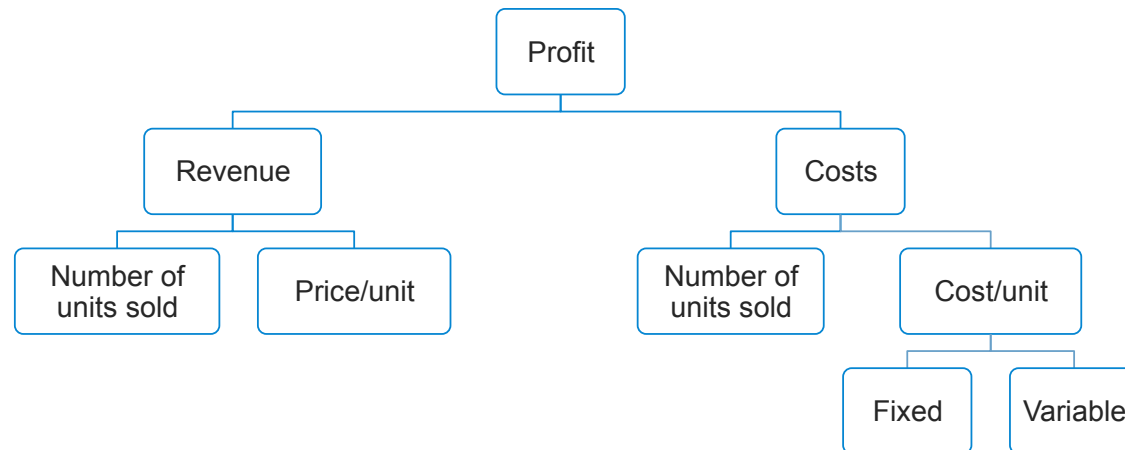 Profit
Revenue
Costs
Number of
units sold
Price/unit
Number of
units sold
Cost/unit
Fixed
Variable